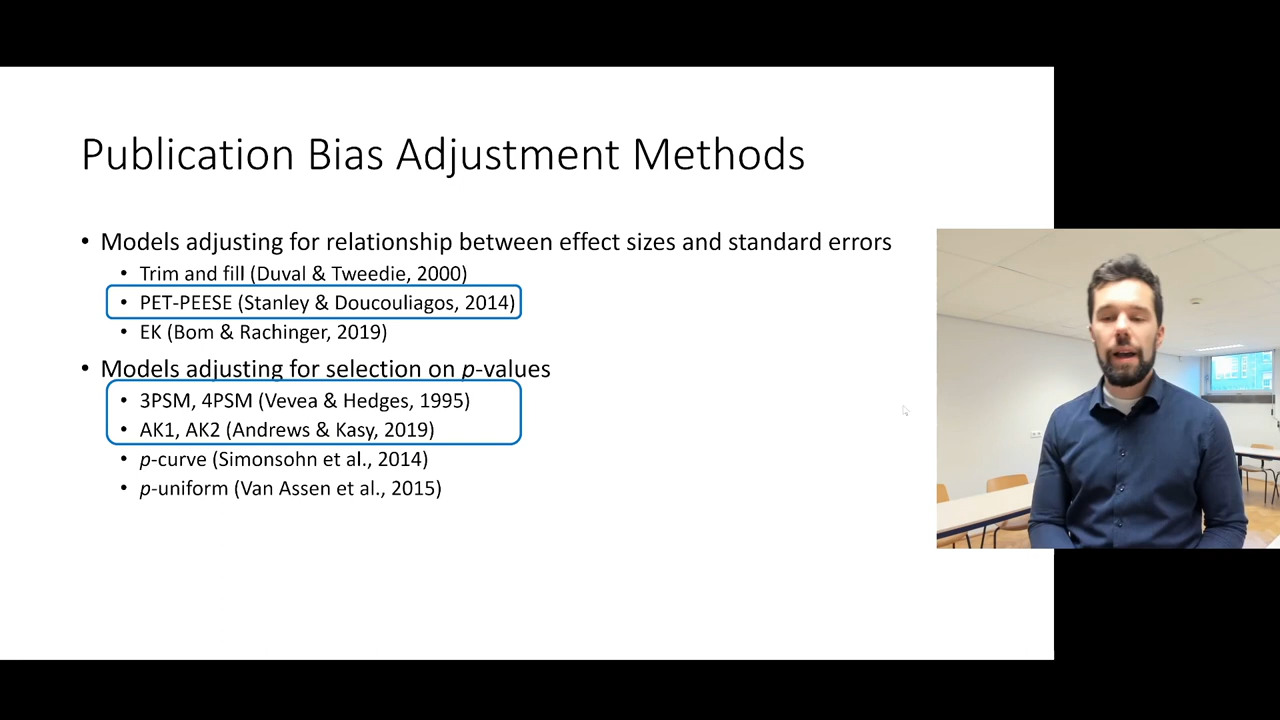 Publication Bias Adjustment Methods
• Models adjusting for relationship between effect sizes and standard errors
• Trim and fill (Duval & Tweedie, 2000)
• PET-PEESE (Stanley & Doucouliagos, 2014)
• EK (Bom & Rachinger, 2019)
• Models adjusting for selection on p-values
• 3PSM, 4PSM (Vevea & Hedges, 1995)
• AK1, AK2 (Andrews & Kasy, 2019)
• p-curve (Simonsohn et al., 2014)
• p-uniform (Van Assen et al., 2015)